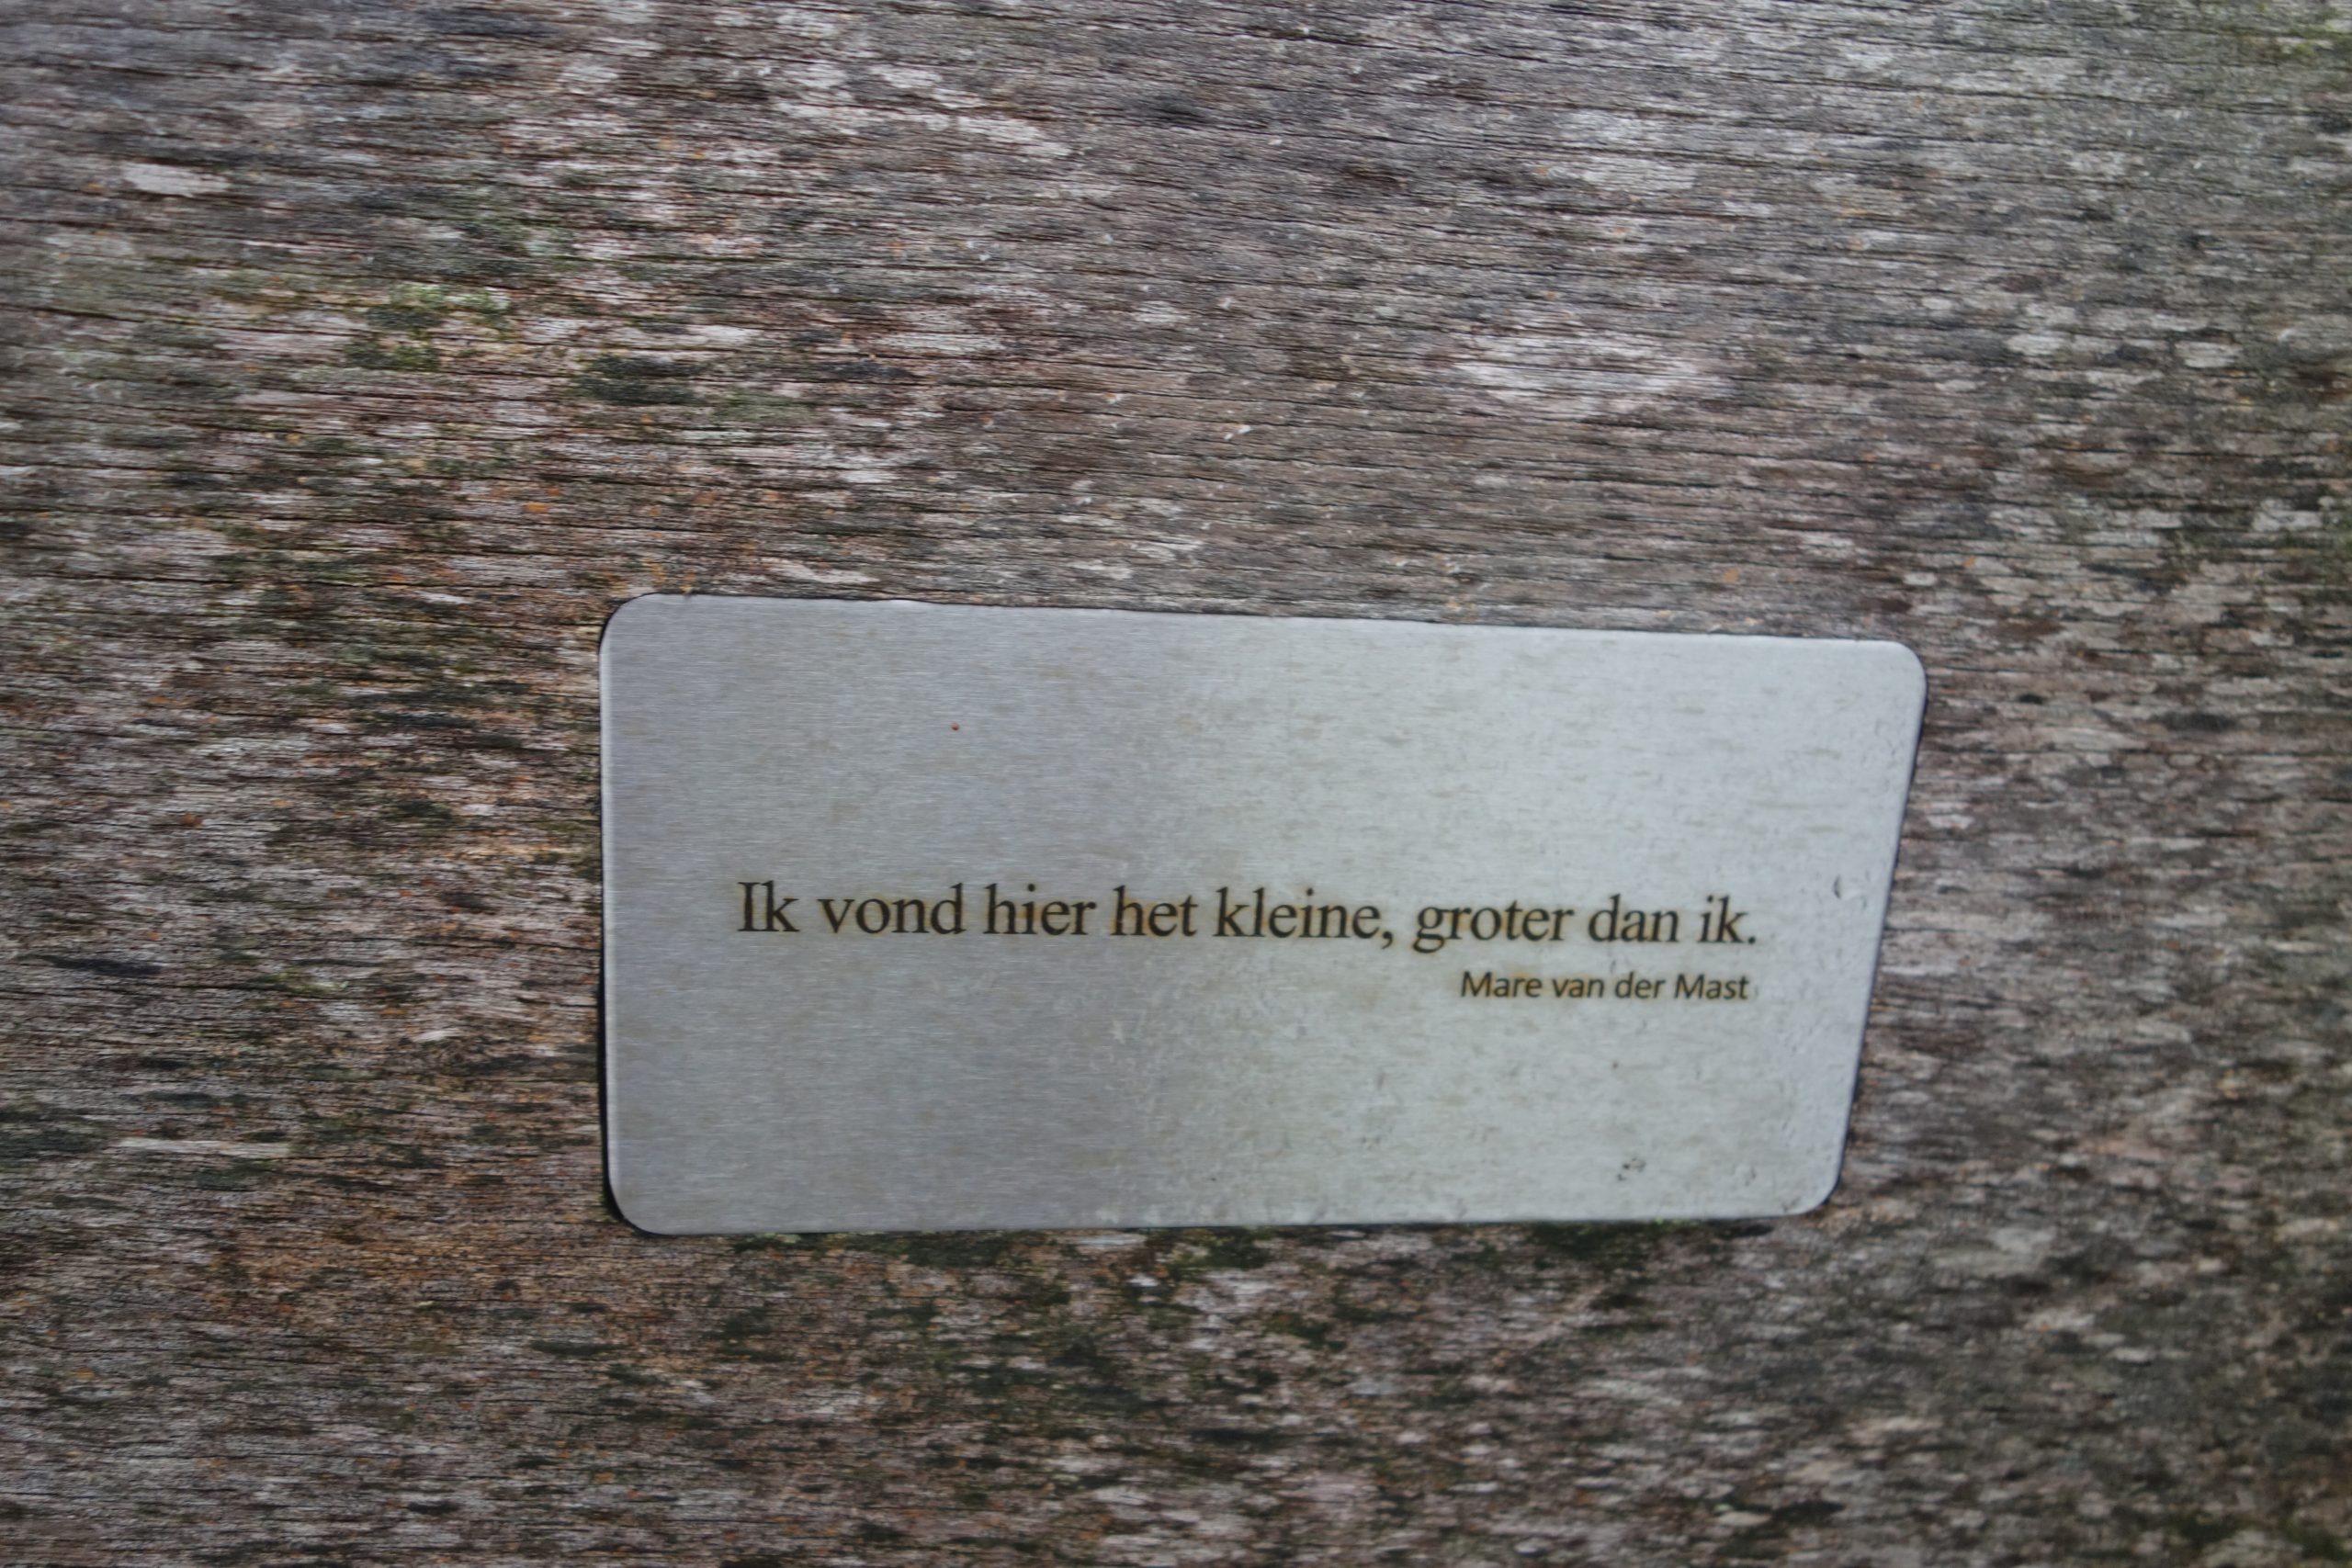 Ik vond hier het kleine, groter dan ik.
Mare van der Mast